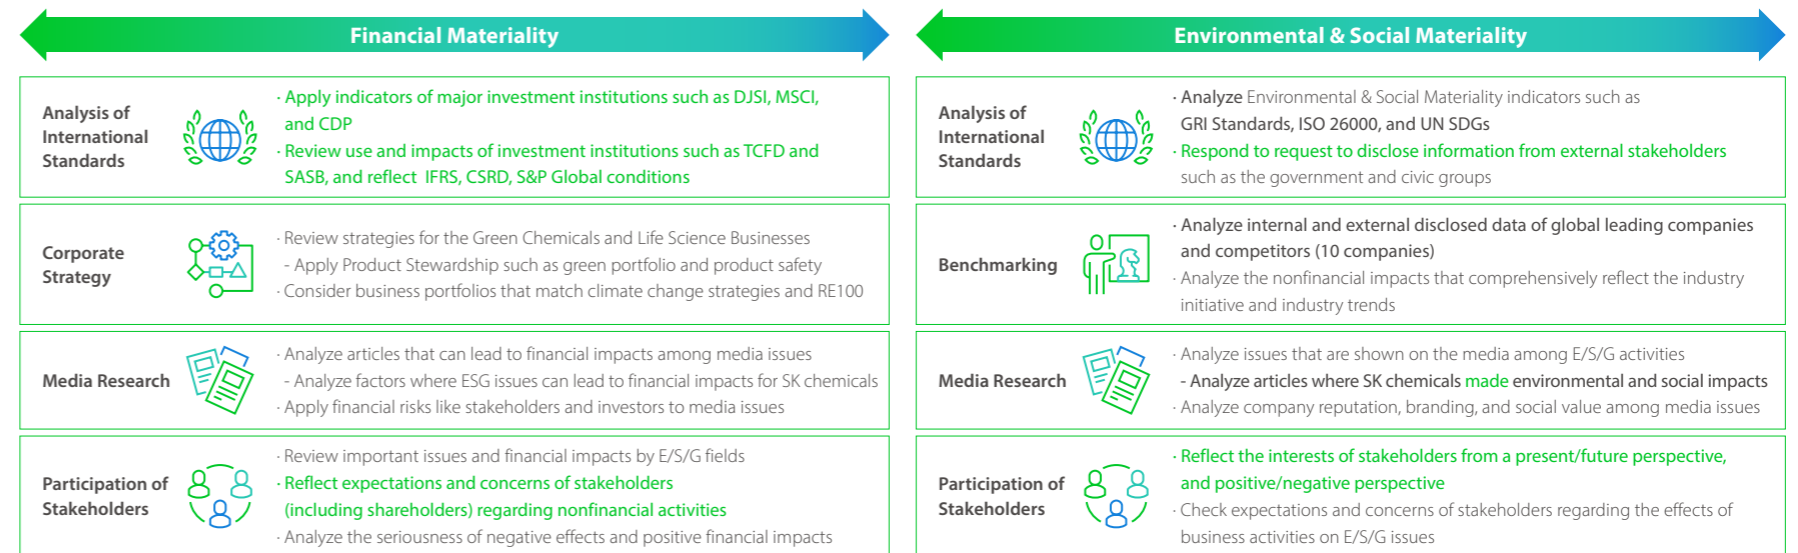 Financial Materiality
Analysis of
International
Standards
· Apply indicators of major investment institutions such as DJSI, MSCI,
and CDP
· Review use and impacts of investment institutions such as TCFD and
SASB, and reflect IFRS, CSRD, S&P Global conditions
Corporate
Strategy
· Review strategies for the Green Chemicals and Life Science Businesses
- Apply Product Stewardship such as green portfolio and product safety
· Consider business portfolios that match climate change strategies and RE100
Media Research
· Analyze articles that can lead to financial impacts among media issues
- Analyze factors where ESG issues can lead to financial impacts for SK chemicals
· Apply financial risks like stakeholders and investors to media issues
Participation of
Stakeholders
· Review important issues and financial impacts by E/S/G fields
· Reflect expectations and concerns of stakeholders
(including shareholders) regarding nonfinancial activities
· Analyze the seriousness of negative effects and positive financial impacts
Environmental & Social Materiality
Analysis of
International
Standards
· Analyze Environmental & Social Materiality indicators such as
GRI Standards, ISO 26000, and UN SDGs
· Respond to request to disclose information from external stakeholders
such as the government and civic groups
Benchmarking
· Analyze internal and external disclosed data of global leading companies
and competitors (10 companies)
· Analyze the nonfinancial impacts that comprehensively reflect the industry
initiative and industry trends
Media Research
· Analyze issues that are shown on the media among E/S/G activities
- Analyze articles where SK chemicals made environmental and social impacts
· Analyze company reputation, branding, and social value among media issues
Participation of
Stakeholders
· Reflect the interests of stakeholders from a present/future perspective,
and positive/negative perspective
· Check expectations and concerns of stakeholders regarding the effects of
business activities on E/S/G issues